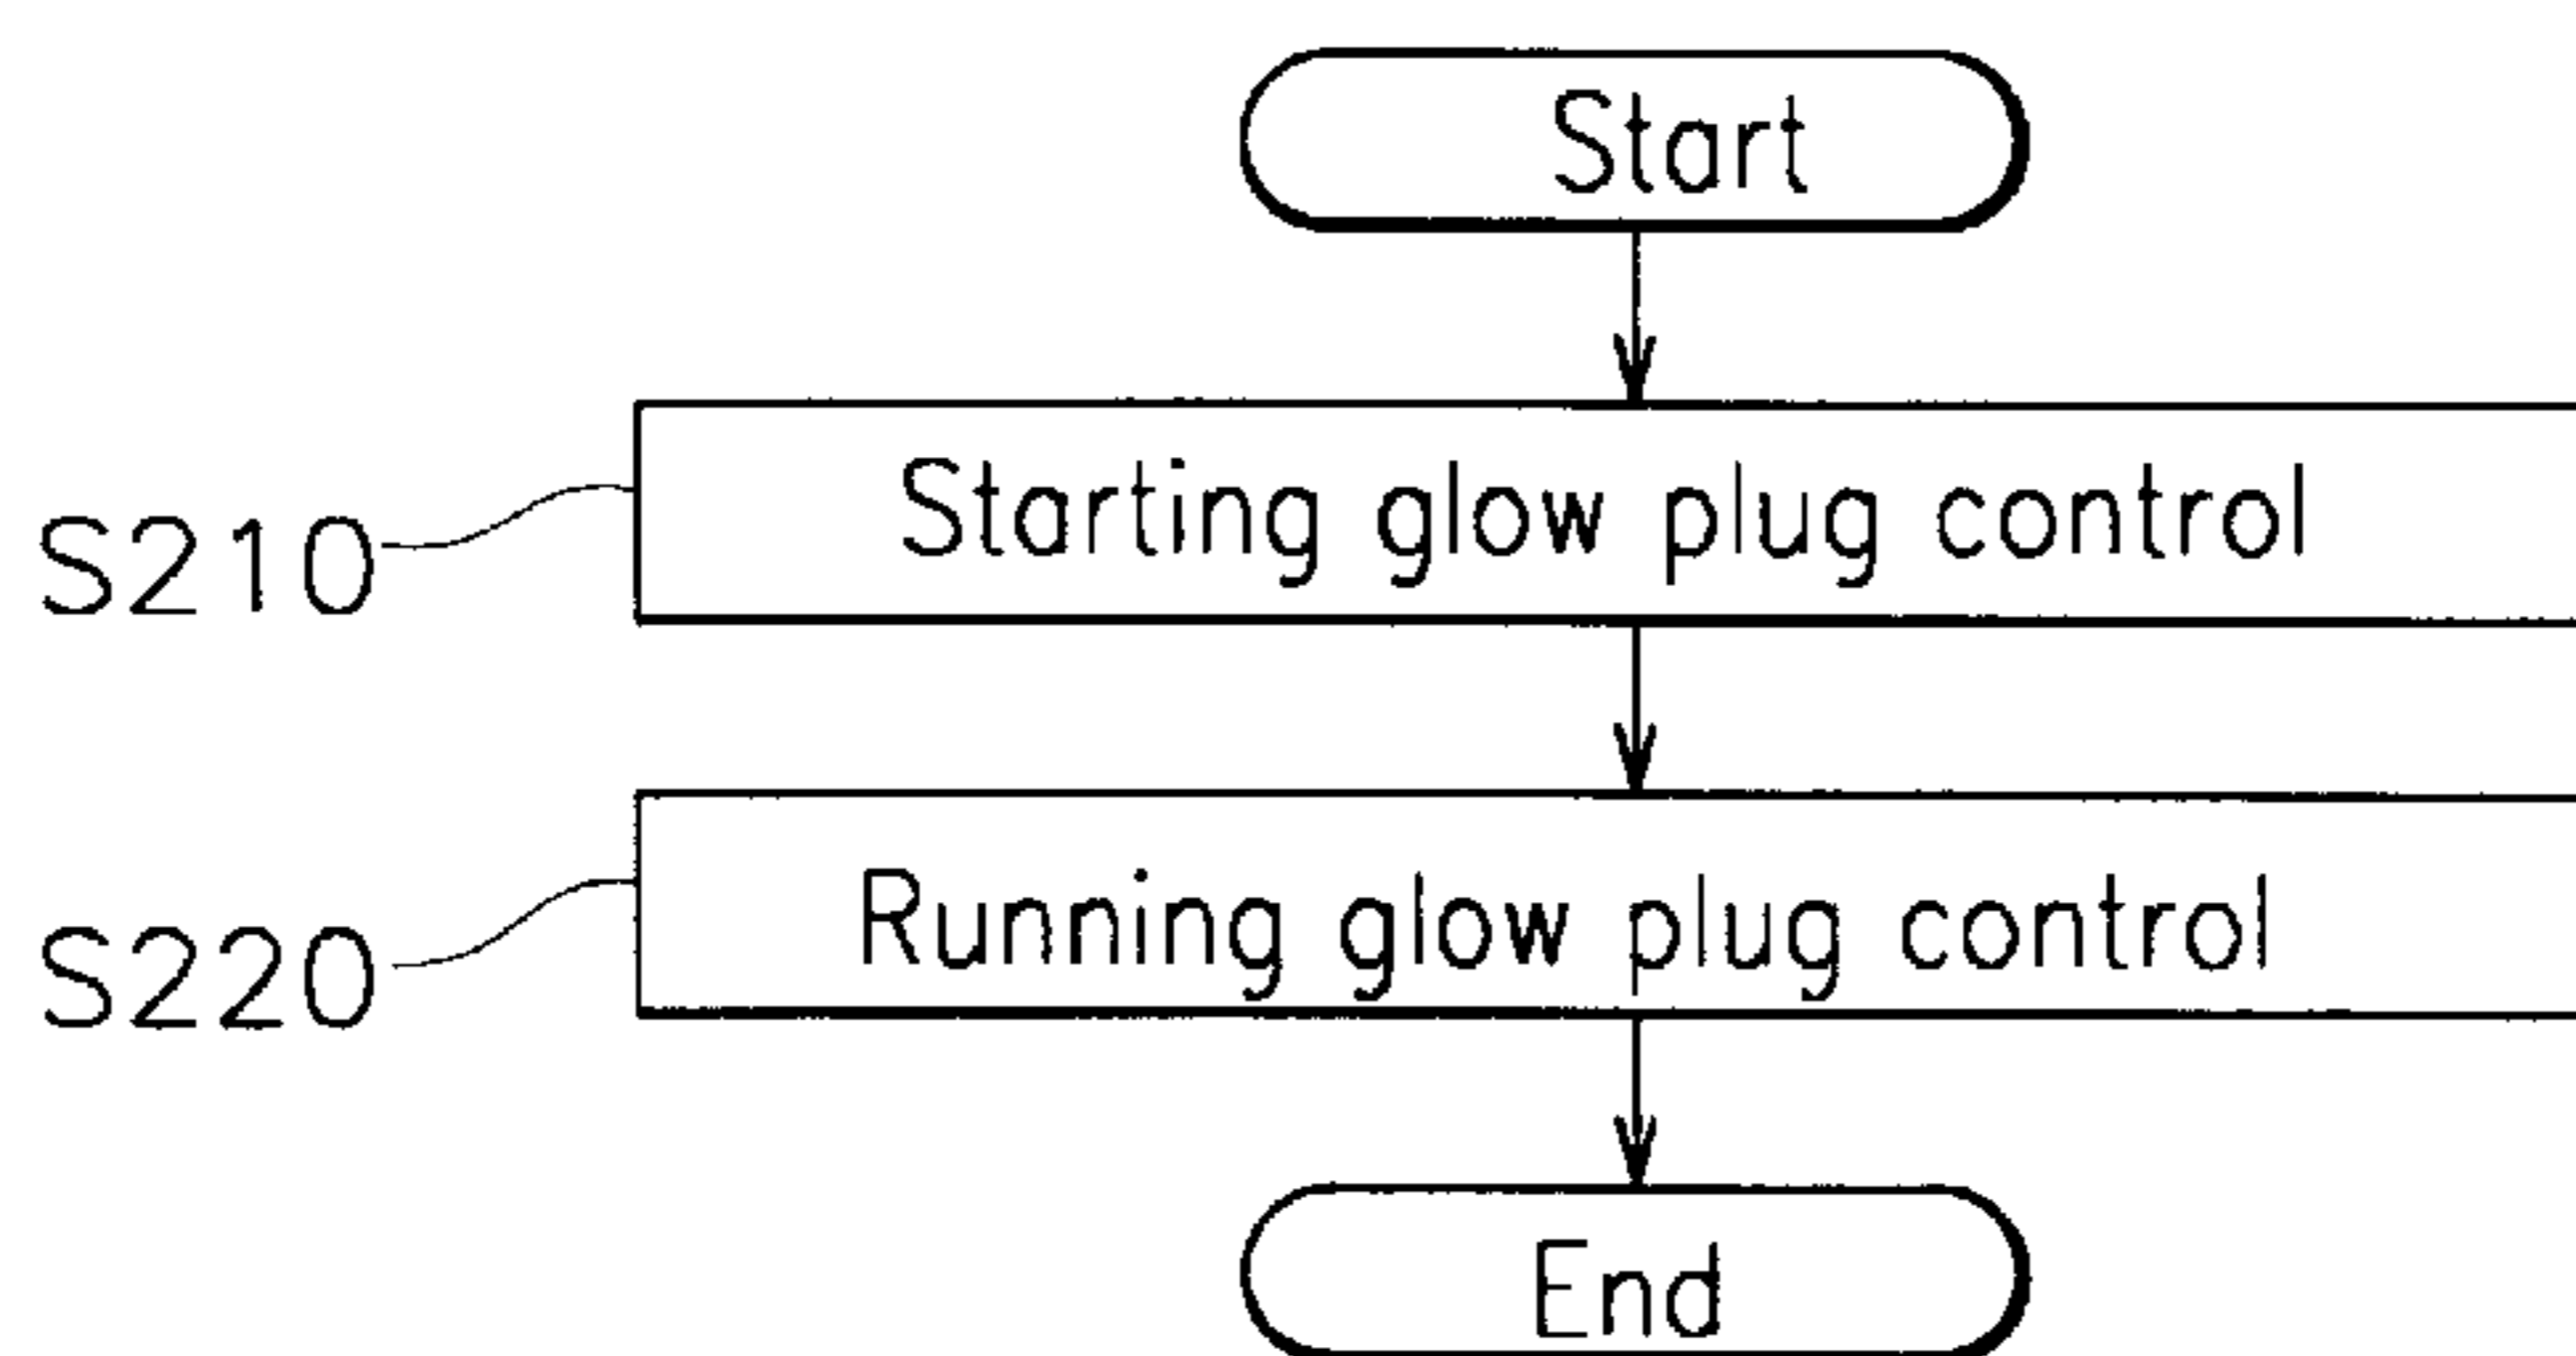 Start
S210
Starting glow plug control
S220
Running glow plug control
End